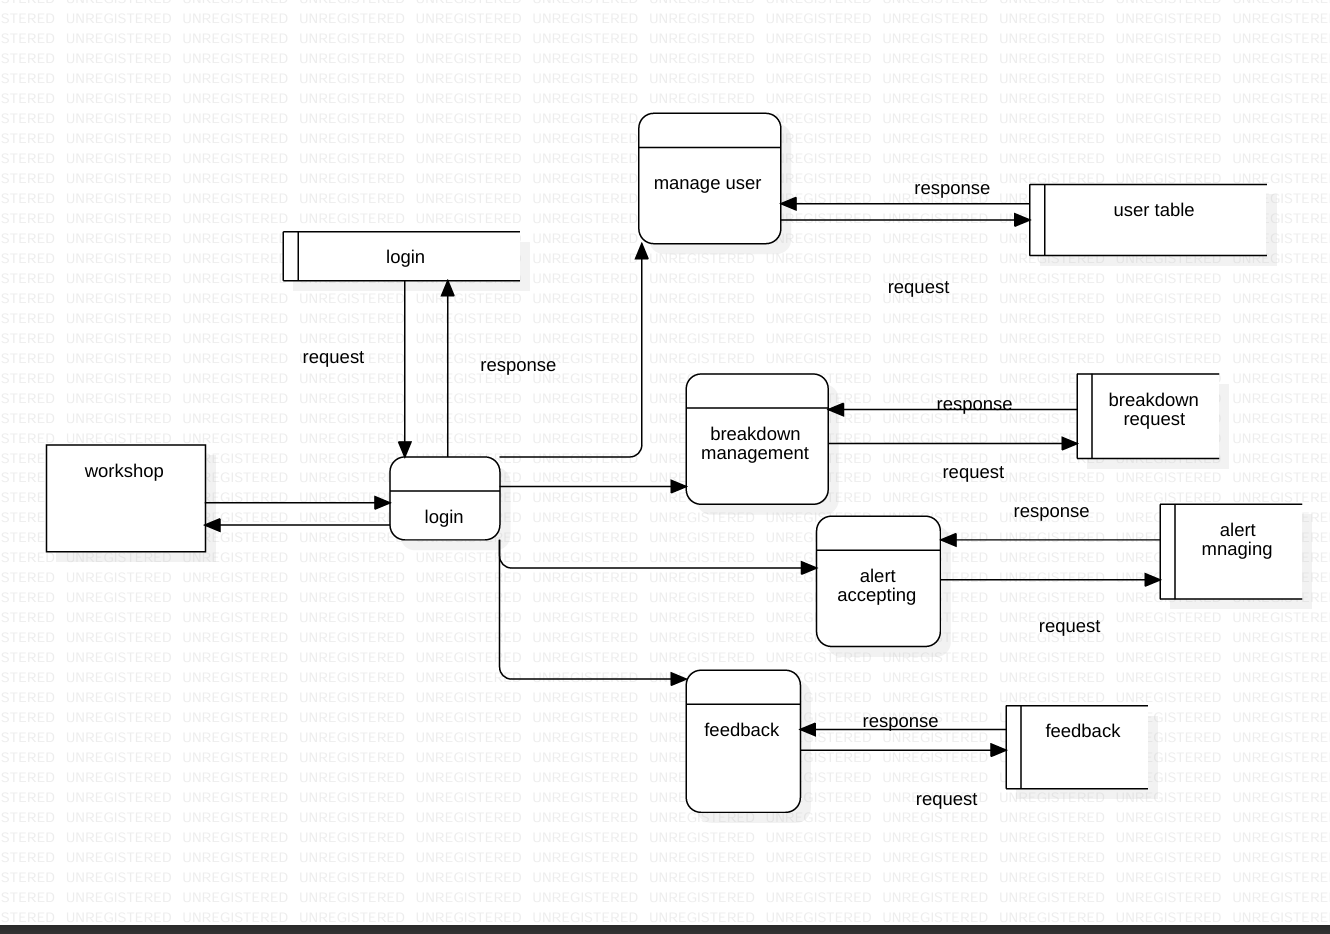 UNREGISTERED
manage user
response
user table
login
request
request
response
breakdown
management
response
breakdown
request
request
workshop
login
response
alert
mnaging
alert
accepting
request
feedback
response
feedback
request